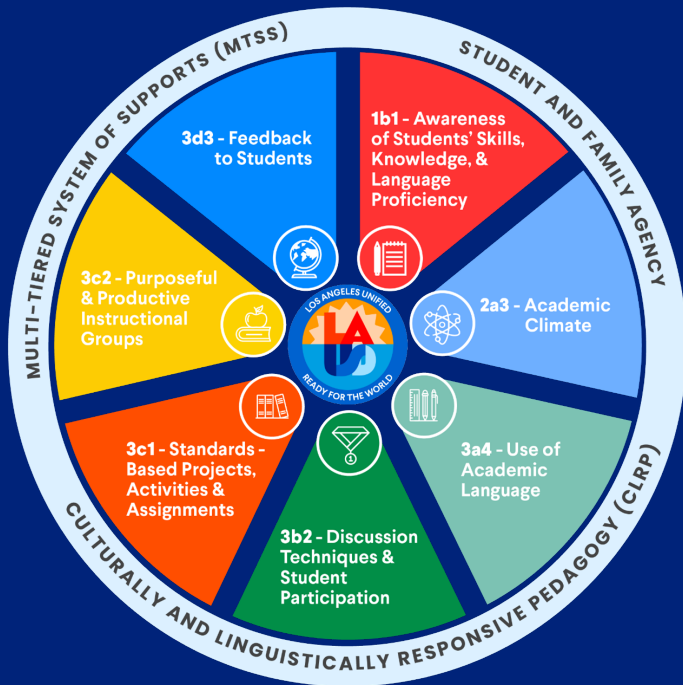 MULTI-TIERED SYSTEM OF SUPPORTS (MTSS)
STUDENT AND FAMILY AGENCY
CULTURALLY AND LINGUISTICALLY RESPONSIVE PEDAGOGY (CLRP)
1b1 - Awareness
of Students' Skills,
Knowledge, &
Language
Proficiency
2a3 - Academic
Climate
3a4 - Use of
Academic
Language
3b2 - Discussion
Techniques &
Student
Participation
3c1 - Standards -
Based Projects,
Activities &
Assignments
3c2 - Purposeful
& Productive
Instructional
Groups
3d3 - Feedback
to Students
LOS ANGELES UNIFIED
LA
USD
READY FOR THE WORLD
1